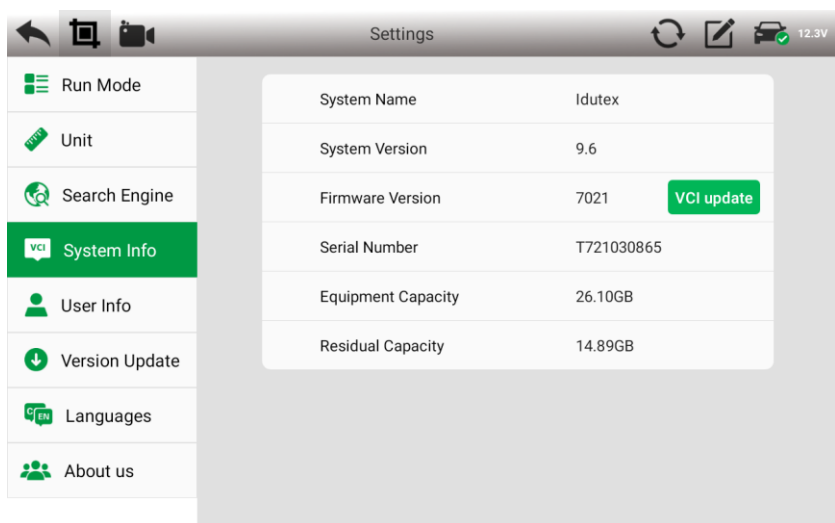 Settings
12.3V
Run Mode
Unit
Search Engine
VCI
System Info
User Info
Version Update
C EN
Languages
About us
System Name Idutex
System Version 9.6
Firmware Version 7021 VCI update
Serial Number T721030865
Equipment Capacity 26.10GB
Residual Capacity 14.89GB